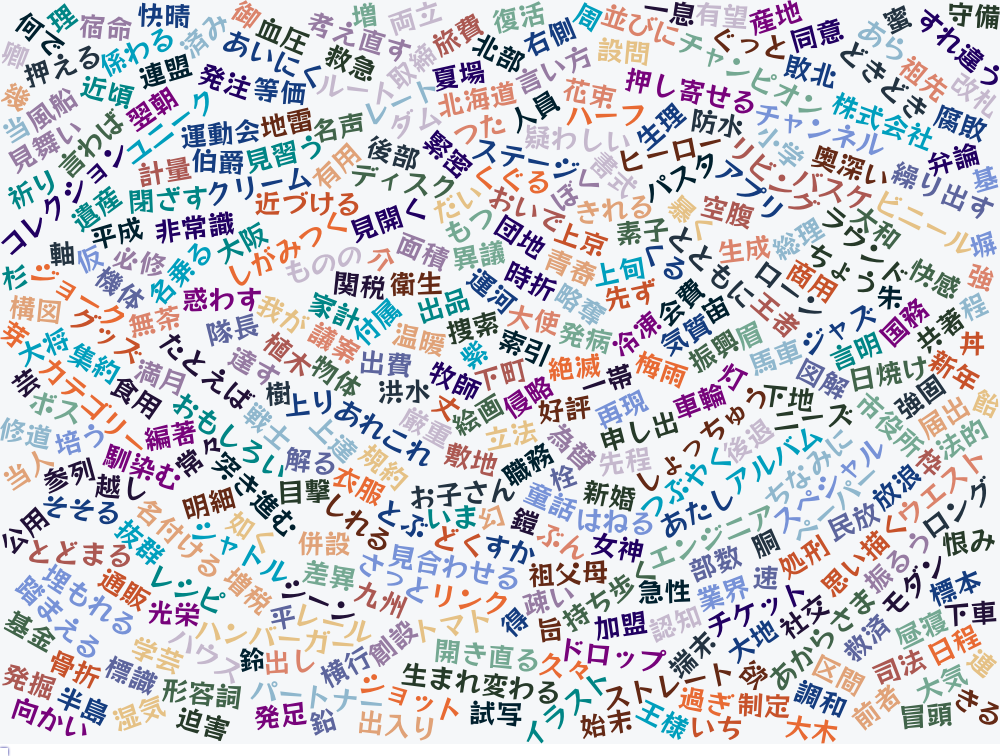 何で
理
宿命
快晴
御
血圧
考え直す
増
両立
旅費
復活
右側
周
並びに
一息
有望
産地
同意
あら
蜜
すれ違う
守備
卿
押える
係わる
済み
あいにく
救急
ルート
取締
北部
言い方
設問
チャンピオン
ぐっと
敗北
どきどき
祖先
改札
幾
風船
近頃
連盟
発注
等価
夏場
レート
北海道
花束
押し寄せる
株式会社
腐敗
当
見舞い
言わば
翌朝
ユニーク
運動会
地雷
名声
ダム
つた
人員
ハーフ
疑わしい
生理
防水
チャンネル
小学
奥深い
弁論
基
祈り
コレクション
遺産
計量
伯爵
見習う
有用
後部
緊密
ステージ
ヒーロー
書式
パスタ
アプリ
リビング
バスケ
繰り出す
閉ざす
クリーム
ディスク
くぐる
ぼく
きれる
空腹
ビニール
大和
ラウンド
塀
軸
平成
非常識
近づける
見開く
だい
おいで
もつ
団地
上京
素子
とともに
生成
総理
ちょう
快感
強
杉
仮
必修
名乗る
大阪
しがみつく
ものの
面積
異議
青春
上旬
くる
ローン
商用
朱
程
構図
ジョーク
機体
惑わす
関税
衛生
運河
時折
略奪
先ず
会費
宙
王者
ジャズ
国務
共著
丼
芽
大将
グッズ
無茶
隊長
我が
家計
付属
出品
捜索
大使
発病
冷凍
気質
振興
眉
馬車
言明
日焼け
新年
集約
たとえば
達す
植木
議案
温暖
紫
索引
絶滅
梅雨
灯
図解
強固
届出
飴
カテゴリー
食用
満月
物体
出費
牧師
下町
侵略
一帯
車輪
下地
市役所
法的
ボス
おもしろい
樹
上り
洪水
文
絵画
好評
再現
ニーズ
修道
培う
編著
戦士
上達
あれこれ
厳重
立法
為替
申し出
しょっちゅう
後退
当人
参列
馴染む
常々
突き進む
解る
規約
敷地
職務
先程
つぶやく
アルバム
ちなみに
スペシャル
傘
ウエスト
越し
目撃
衣服
お子さん
栓
童話
新婚
あたし
ペーパー
放浪
ロング
公用
そそる
明細
しれる
とぶ
いま
幻
鎧
はねる
エンジニア
民放
恨み
とどまる
抜群
名付ける
如く
シャトル
併設
どくすか
ぶん
女神
部数
胴
処刑
思い描く
振るう
埋もれる
踏まえる
通販
レシピ
増税
シーン
差異
さっと
見合わせる
祖父母
持ち歩く
急性
業界
速
モダン
標本
光栄
平
レール
九州
リンク
得
疎い
旨
加盟
認知
チケット
社交
あからさま
救済
昼寝
下車
基金
骨折
学芸
ハウス
ハンバーガー
創設
トマト
開き直る
久々
ドロップ
端末
大地
日程
司法
発掘
半島
標識
鈴
出し
横行
生まれ変わる
イラスト
ストレート
区間
大気
連
向かい
湿気
形容詞
迫害
発足
鉛
パートナー
ショット
出入り
試写
始末
王様
いち
過ぎ
制定
調和
大木
前者
冒頭
きる